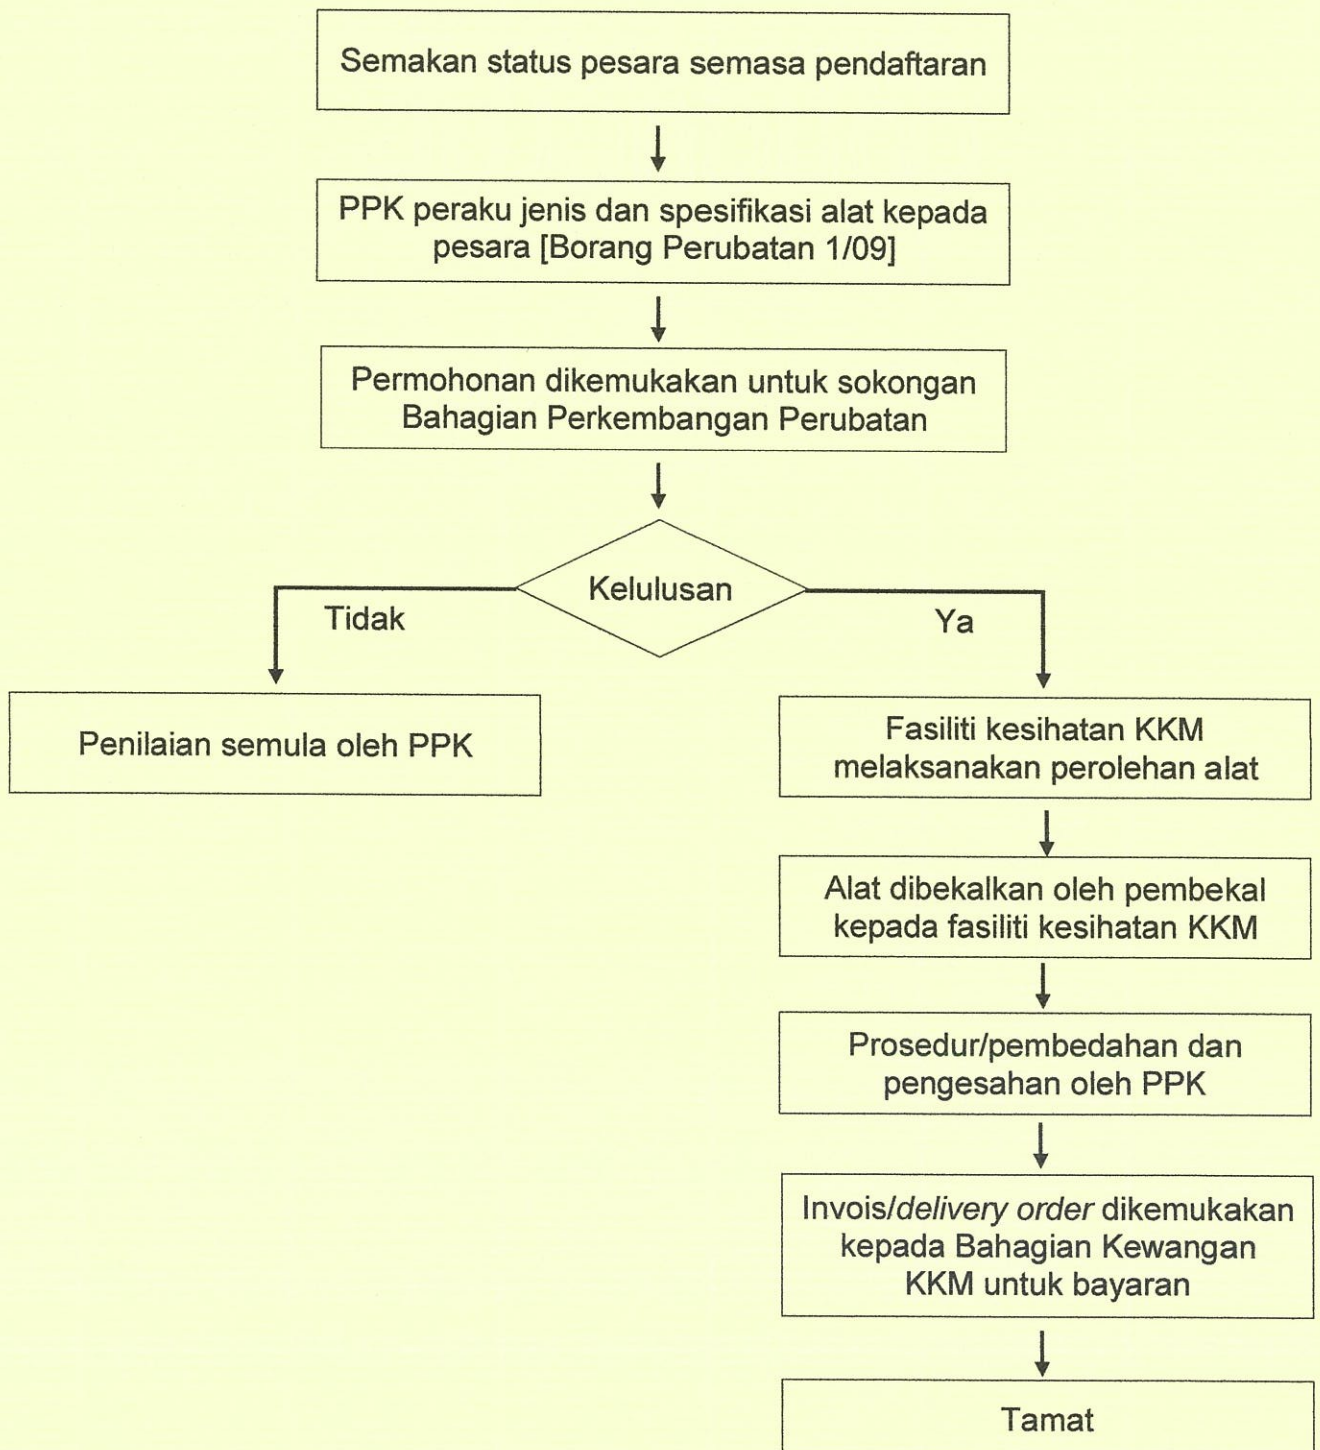 Semakan status pesara semasa pendaftaran
PPK peraku jenis dan spesifikasi alat kepada
pesara [Borang Perubatan 1/09]
Permohonan dikemukakan untuk sokongan
Bahagian Perkembangan Perubatan
Kelulusan
Tidak
Ya
Penilaian semula oleh PPK
Fasiliti kesihatan KKM
melaksanakan perolehan alat
Alat dibekalkan oleh pembekal
kepada fasiliti kesihatan KKM
Prosedur/pembedahan dan
pengesahan oleh PPK
Invois/delivery order dikemukakan
kepada Bahagian Kewangan
KKM untuk bayaran
Tamat